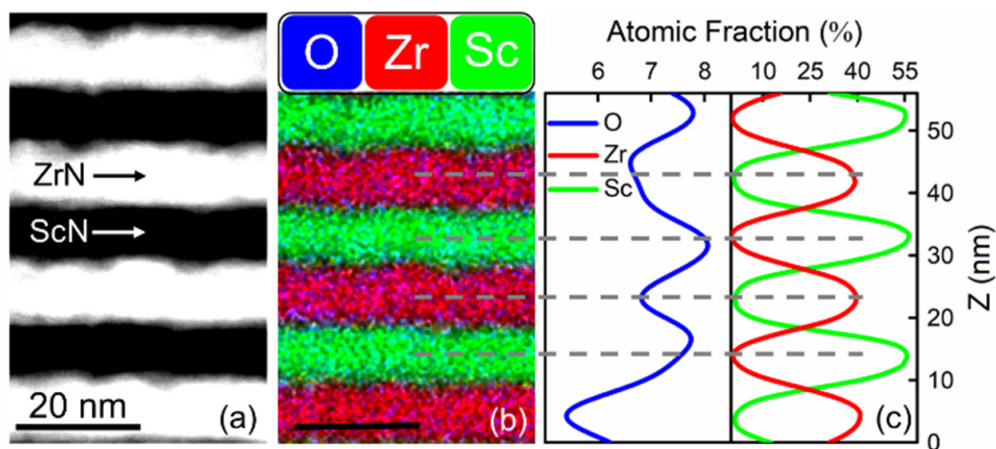 ZrN
ScN
20 nm
(a)
O Zr Sc
(b)
Atomic Fraction (%)
6 7 8 10 25 40 55
O
Zr
Sc
50
40
30
20
10
0
Z (nm)
(c)